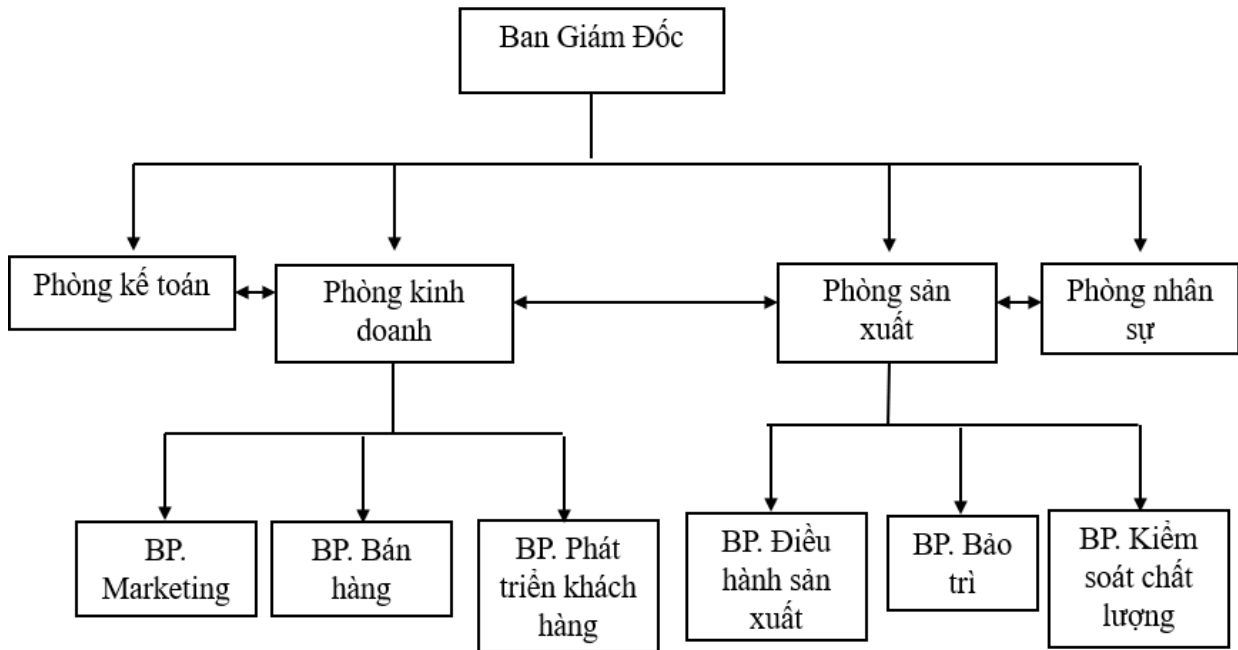 Ban Giám Đốc
Phòng kế toán
Phòng kinh
doanh
Phòng sản
xuất
Phòng nhân
sự
BP.
Marketing
BP. Bán
hàng
BP. Phát
triển khách
hàng
BP. Điều
hành sản
xuất
BP. Bảo
trì
BP. Kiểm
soát chất
lượng